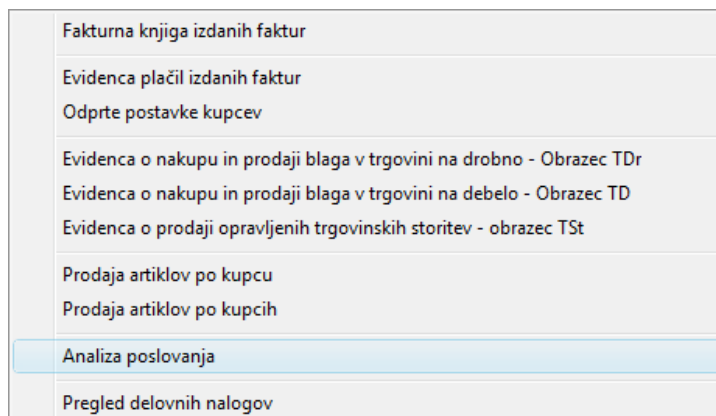 Fakturna knjiga izdanih faktur
Evidenca plačil izdanih faktur
Odprte postavke kupcev
Evidenca o nakupu in prodaji blaga v trgovini na drobno - Obrazec TDr
Evidenca o nakupu in prodaji blaga v trgovini na debelo - Obrazec TD
Evidenca o prodaji opravljenih trgovinskih storitev - obrazec TSt
Prodaja artiklov po kupcu
Prodaja artiklov po kupcih
Analiza poslovanja
Pregled delovnih nalogov